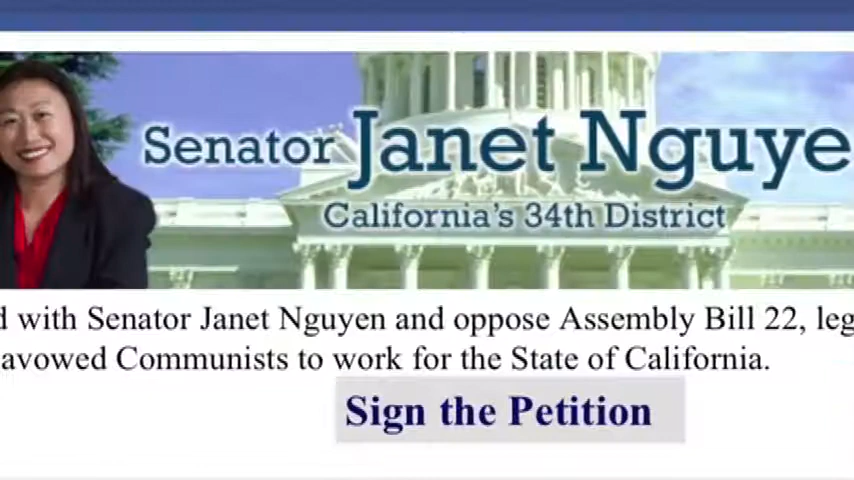 Senator Janet Nguye
California's 34th District
d with Senator Janet Nguyen and oppose Assembly Bill 22, leg
avowed Communists to work for the State of California.
Sign the Petition